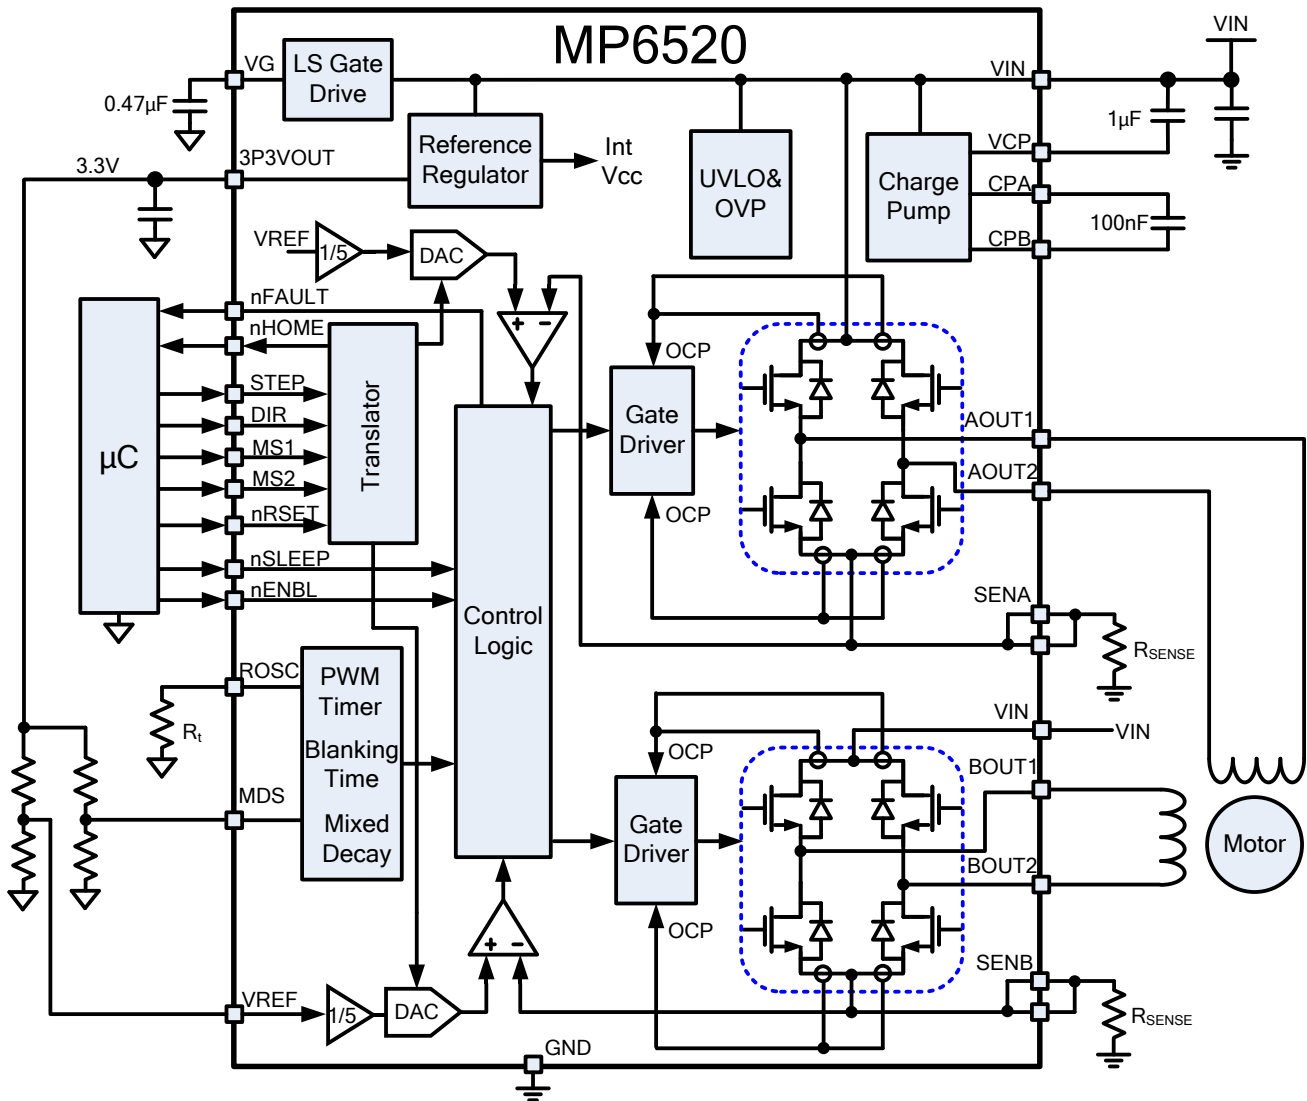 MP6520
VIN
VG
LS Gate
Drive
VIN
0.47µF
1µF
Reference
Regulator
Int
Vcc
UVLO&
OVP
Charge
Pump
VCP
CPA
CPB
100nF
3.3V
3P3VOUT
VREF
1/5
DAC
nFAULT
nHOME
STEP
DIR
MS1
MS2
nRSET
nSLEEP
nENBL
µC
Translator
+ -
OCP
Gate
Driver
OCP
AOUT1
AOUT2
Control
Logic
SENA
RSENSE
ROSC
Rt
PWM
Timer
Blanking
Time
Mixed
Decay
MDS
VIN
VIN
OCP
Gate
Driver
OCP
BOUT1
BOUT2
Motor
+ -
SENB
RSENSE
VREF
1/5
DAC
GND